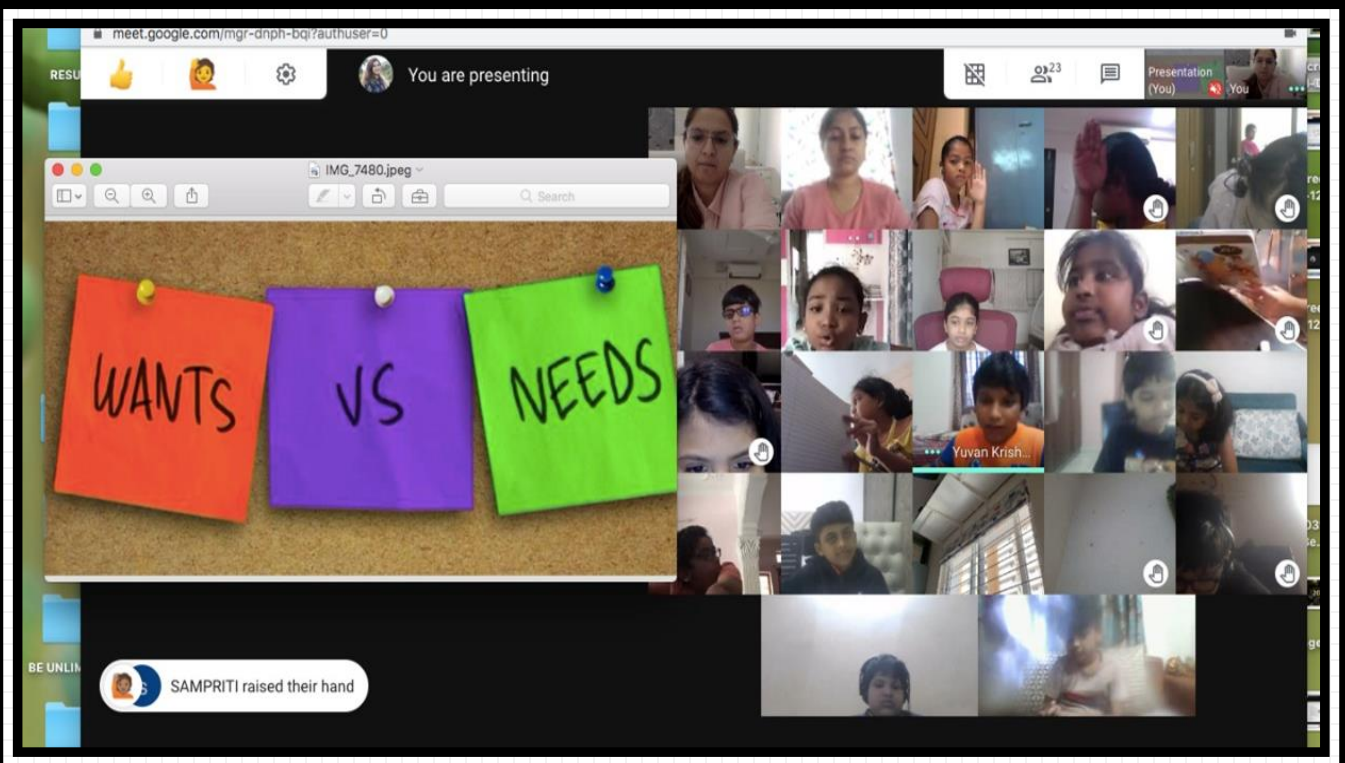 meet.google.com/mgr-dnph-bqi?authuser=0
RESU
You are presenting
23
Presentation
(You)
You
IMG_7480.jpeg
Search
WANTS VS NEEDS
Yuvan Krish...
BE UNLIM
S
SAMPRITI raised their hand